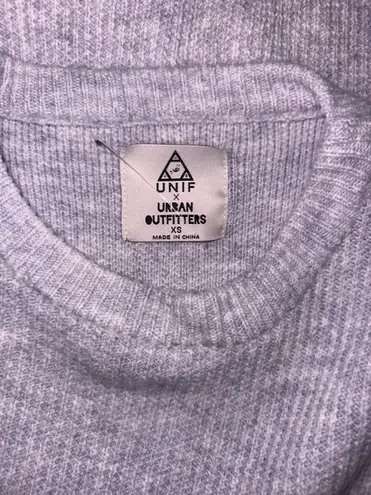 UNIF
X
URBAN
OUTFITTERS
XS
MADE IN CHINA